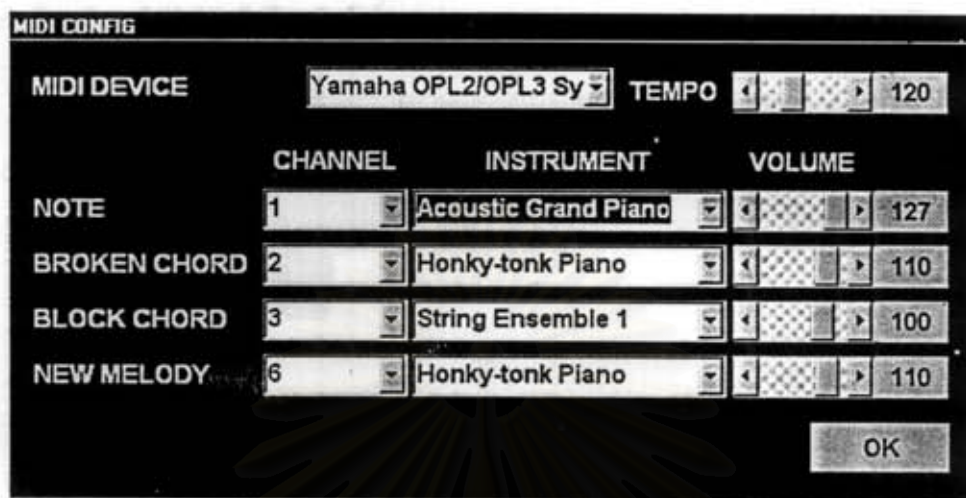 MIDI CONFIG
MIDI DEVICE Yamaha OPL2/OPL3 Sy TEMPO 120
CHANNEL INSTRUMENT VOLUME
NOTE 1 Acoustic Grand Piano 127
BROKEN CHORD 2 Honky-tonk Piano 110
BLOCK CHORD 3 String Ensemble 1 100
NEW MELODY 6 Honky-tonk Piano 110
OK